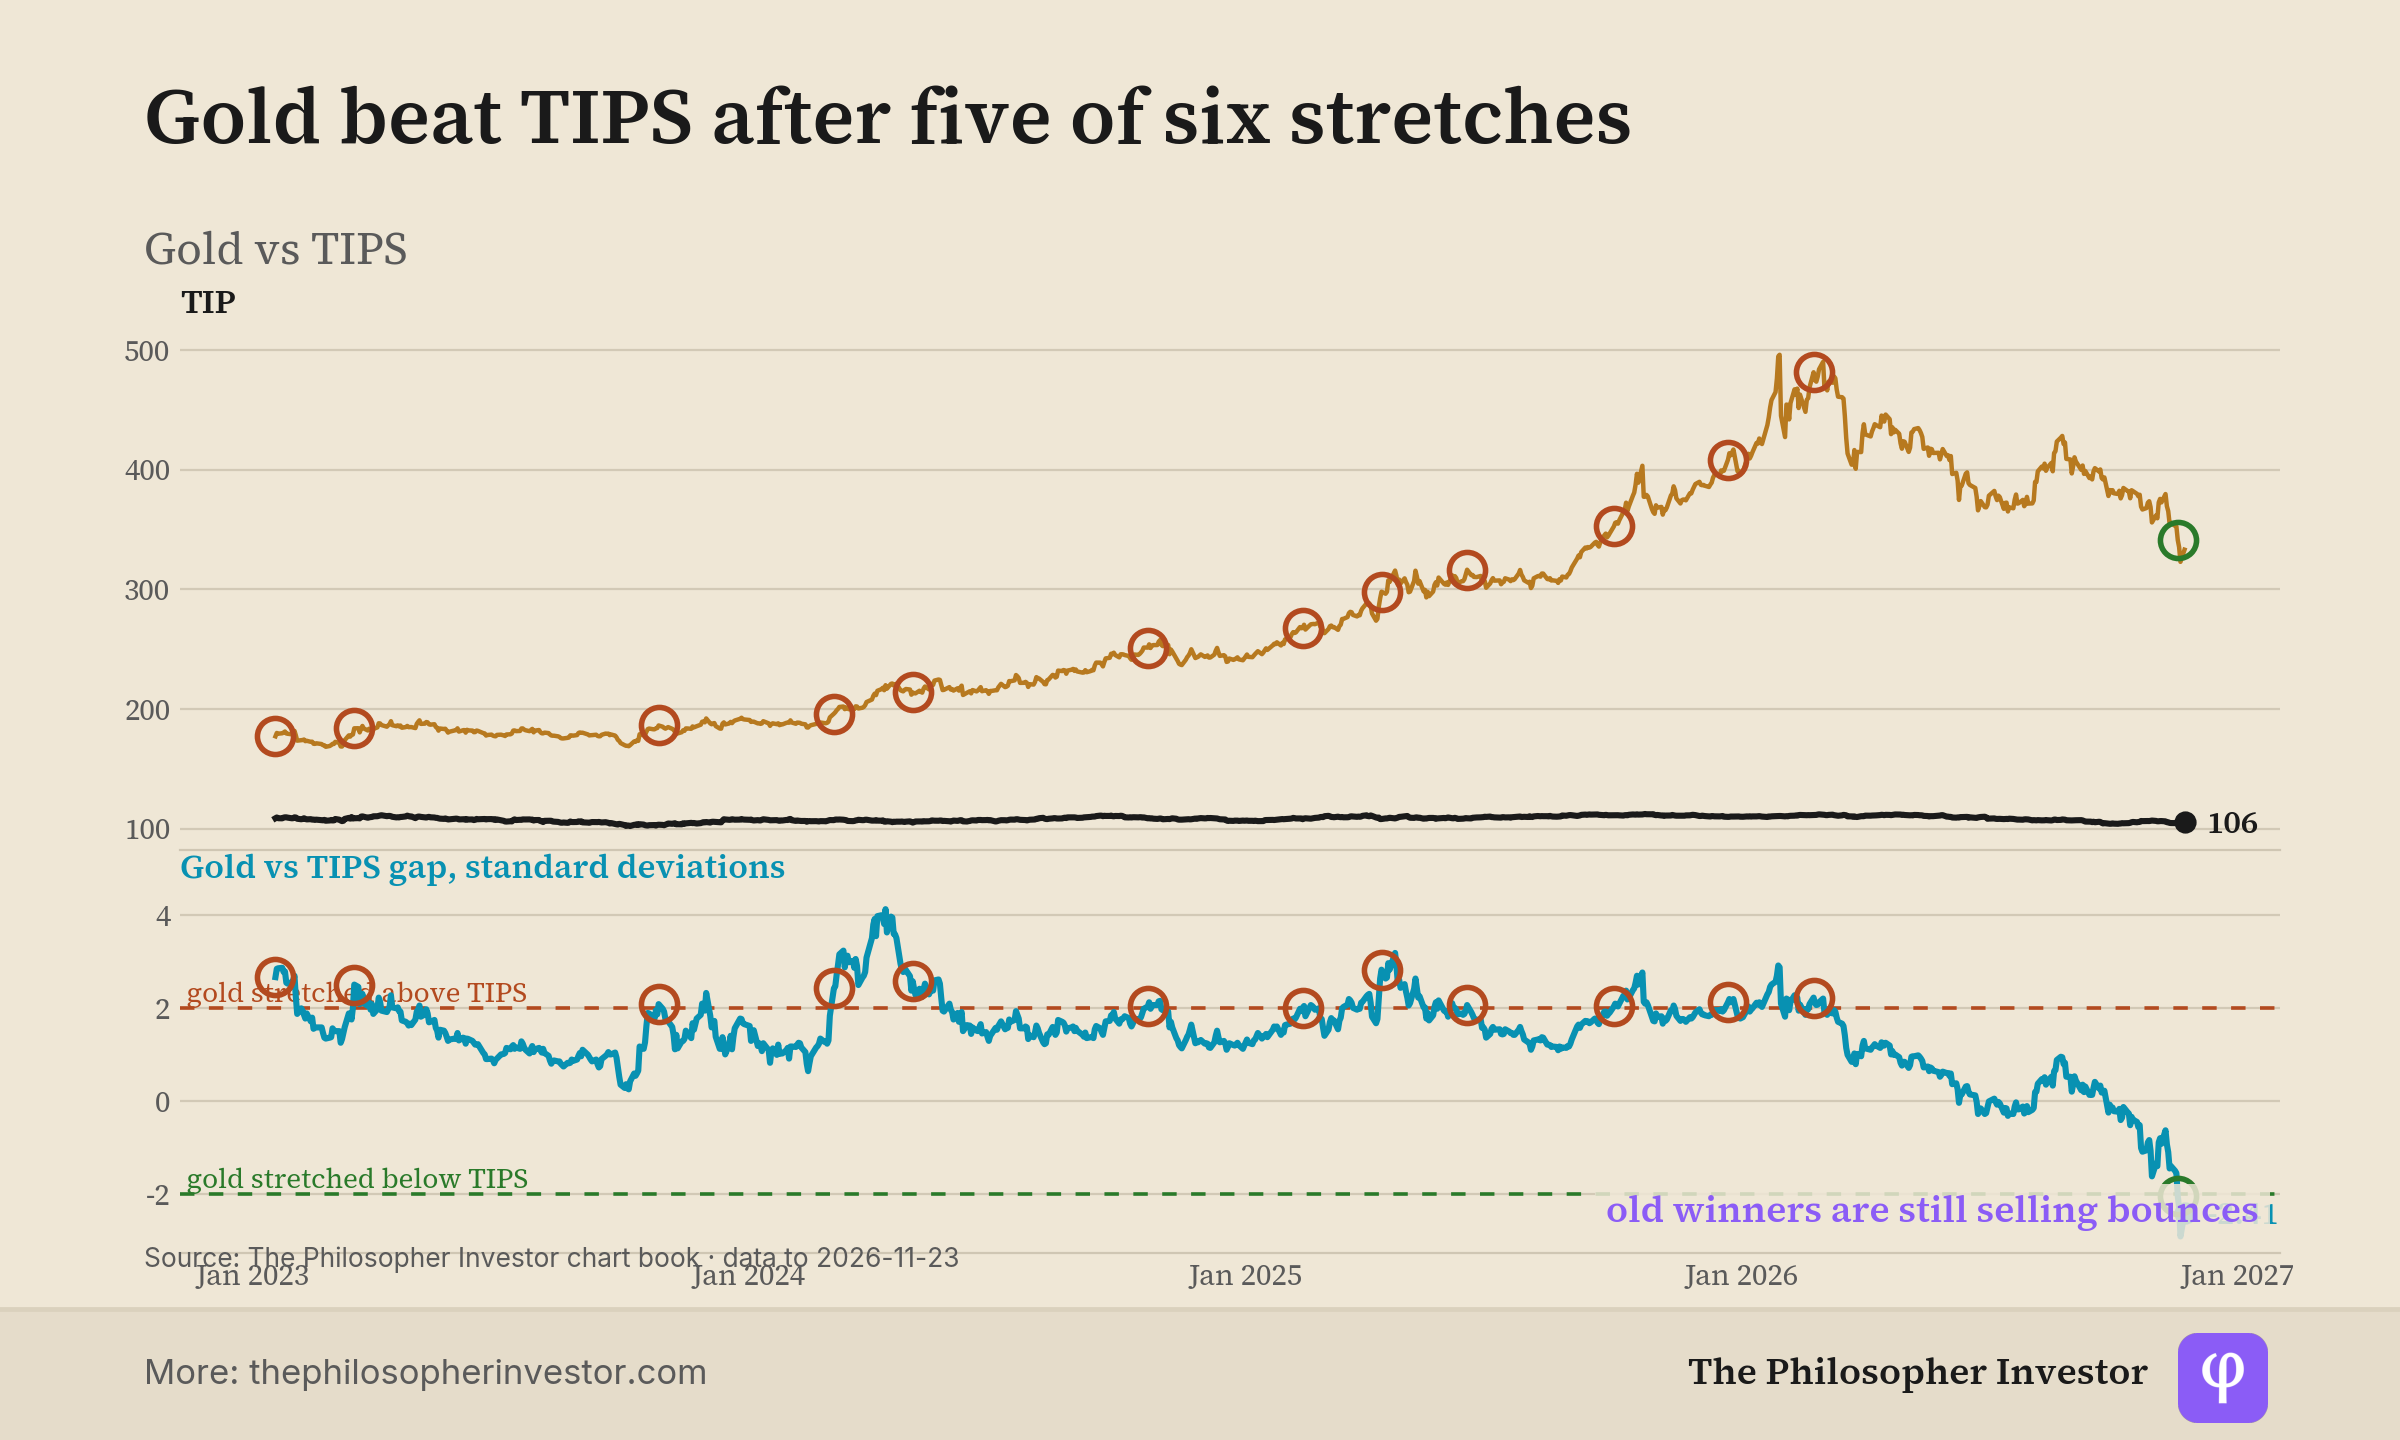 Gold beat TIPS after five of six stretches
Gold vs TIPS
TIP
500
400
300
200
100
106
Gold vs TIPS gap, standard deviations
4
gold stretched above TIPS
2
0
gold stretched below TIPS
-2
old winners are still selling bounces
Source: The Philosopher Investor chart book · data to 2026-11-23
Jan 2023 Jan 2024 Jan 2025 Jan 2026 Jan 2027
More: thephilosopherinvestor.com
The Philosopher Investor
φ